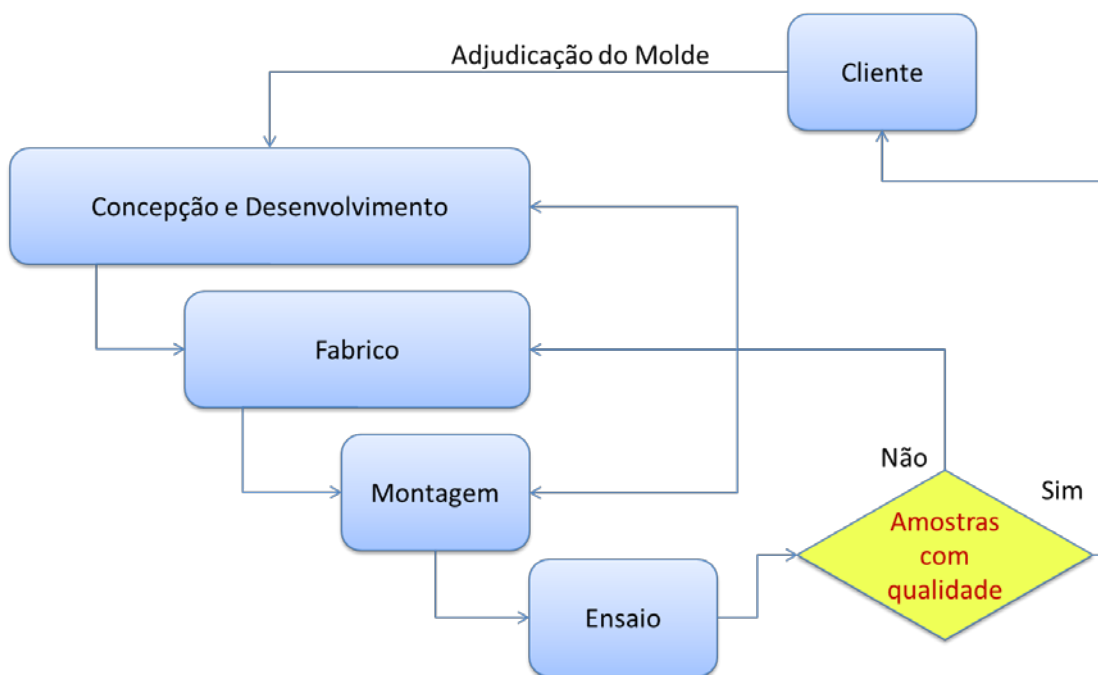 Adjudicação do Molde
Cliente
Concepção e Desenvolvimento
Fabrico
Montagem
Não
Sim
Amostras
com
qualidade
Ensaio